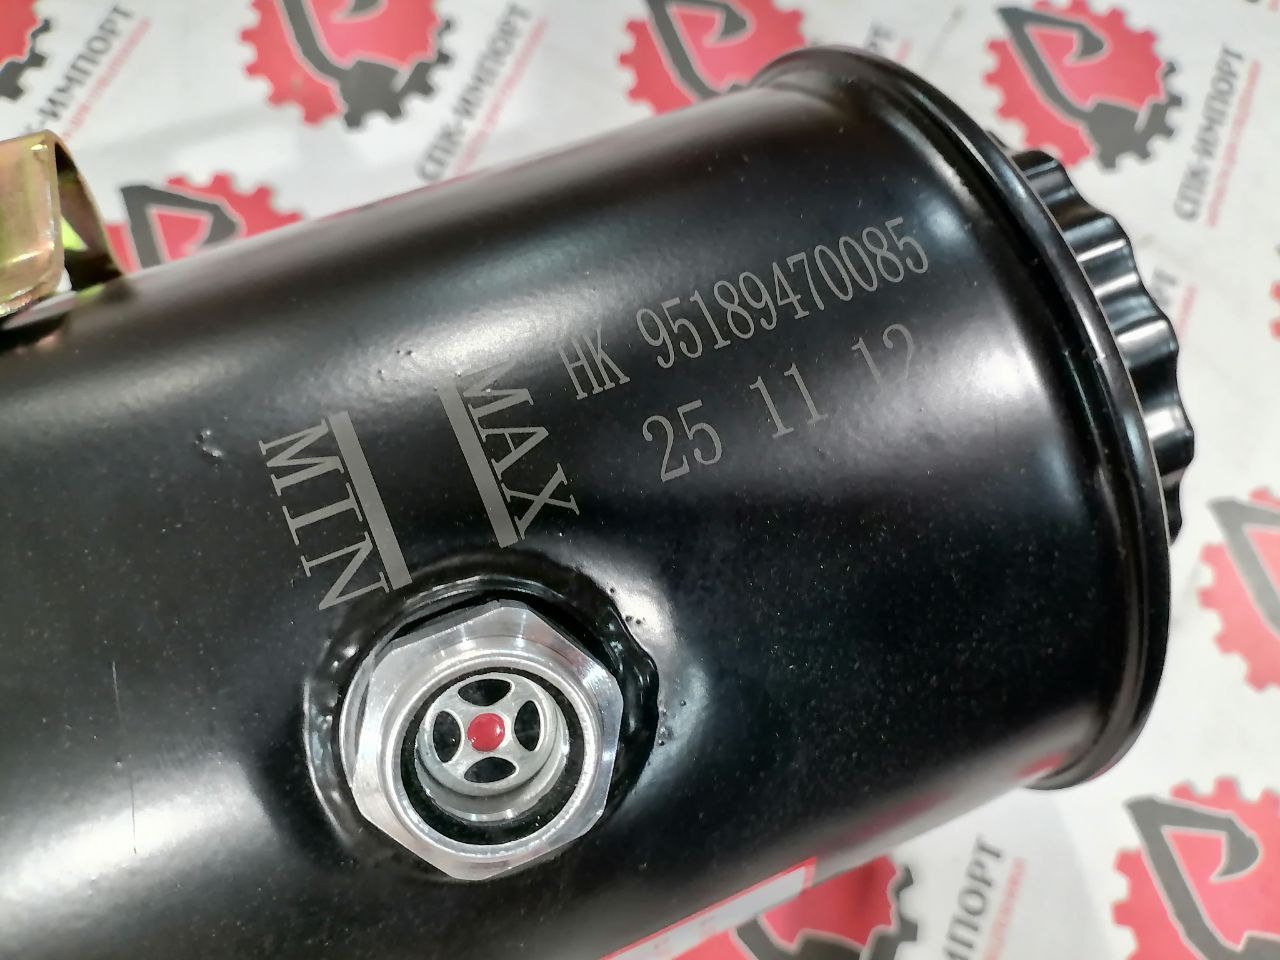 HK 95189470085
25 11 12
MAX
MIN
СПК-ИМПОРТ
СПК-ИМПОРТ
СПК-ИМПОРТ